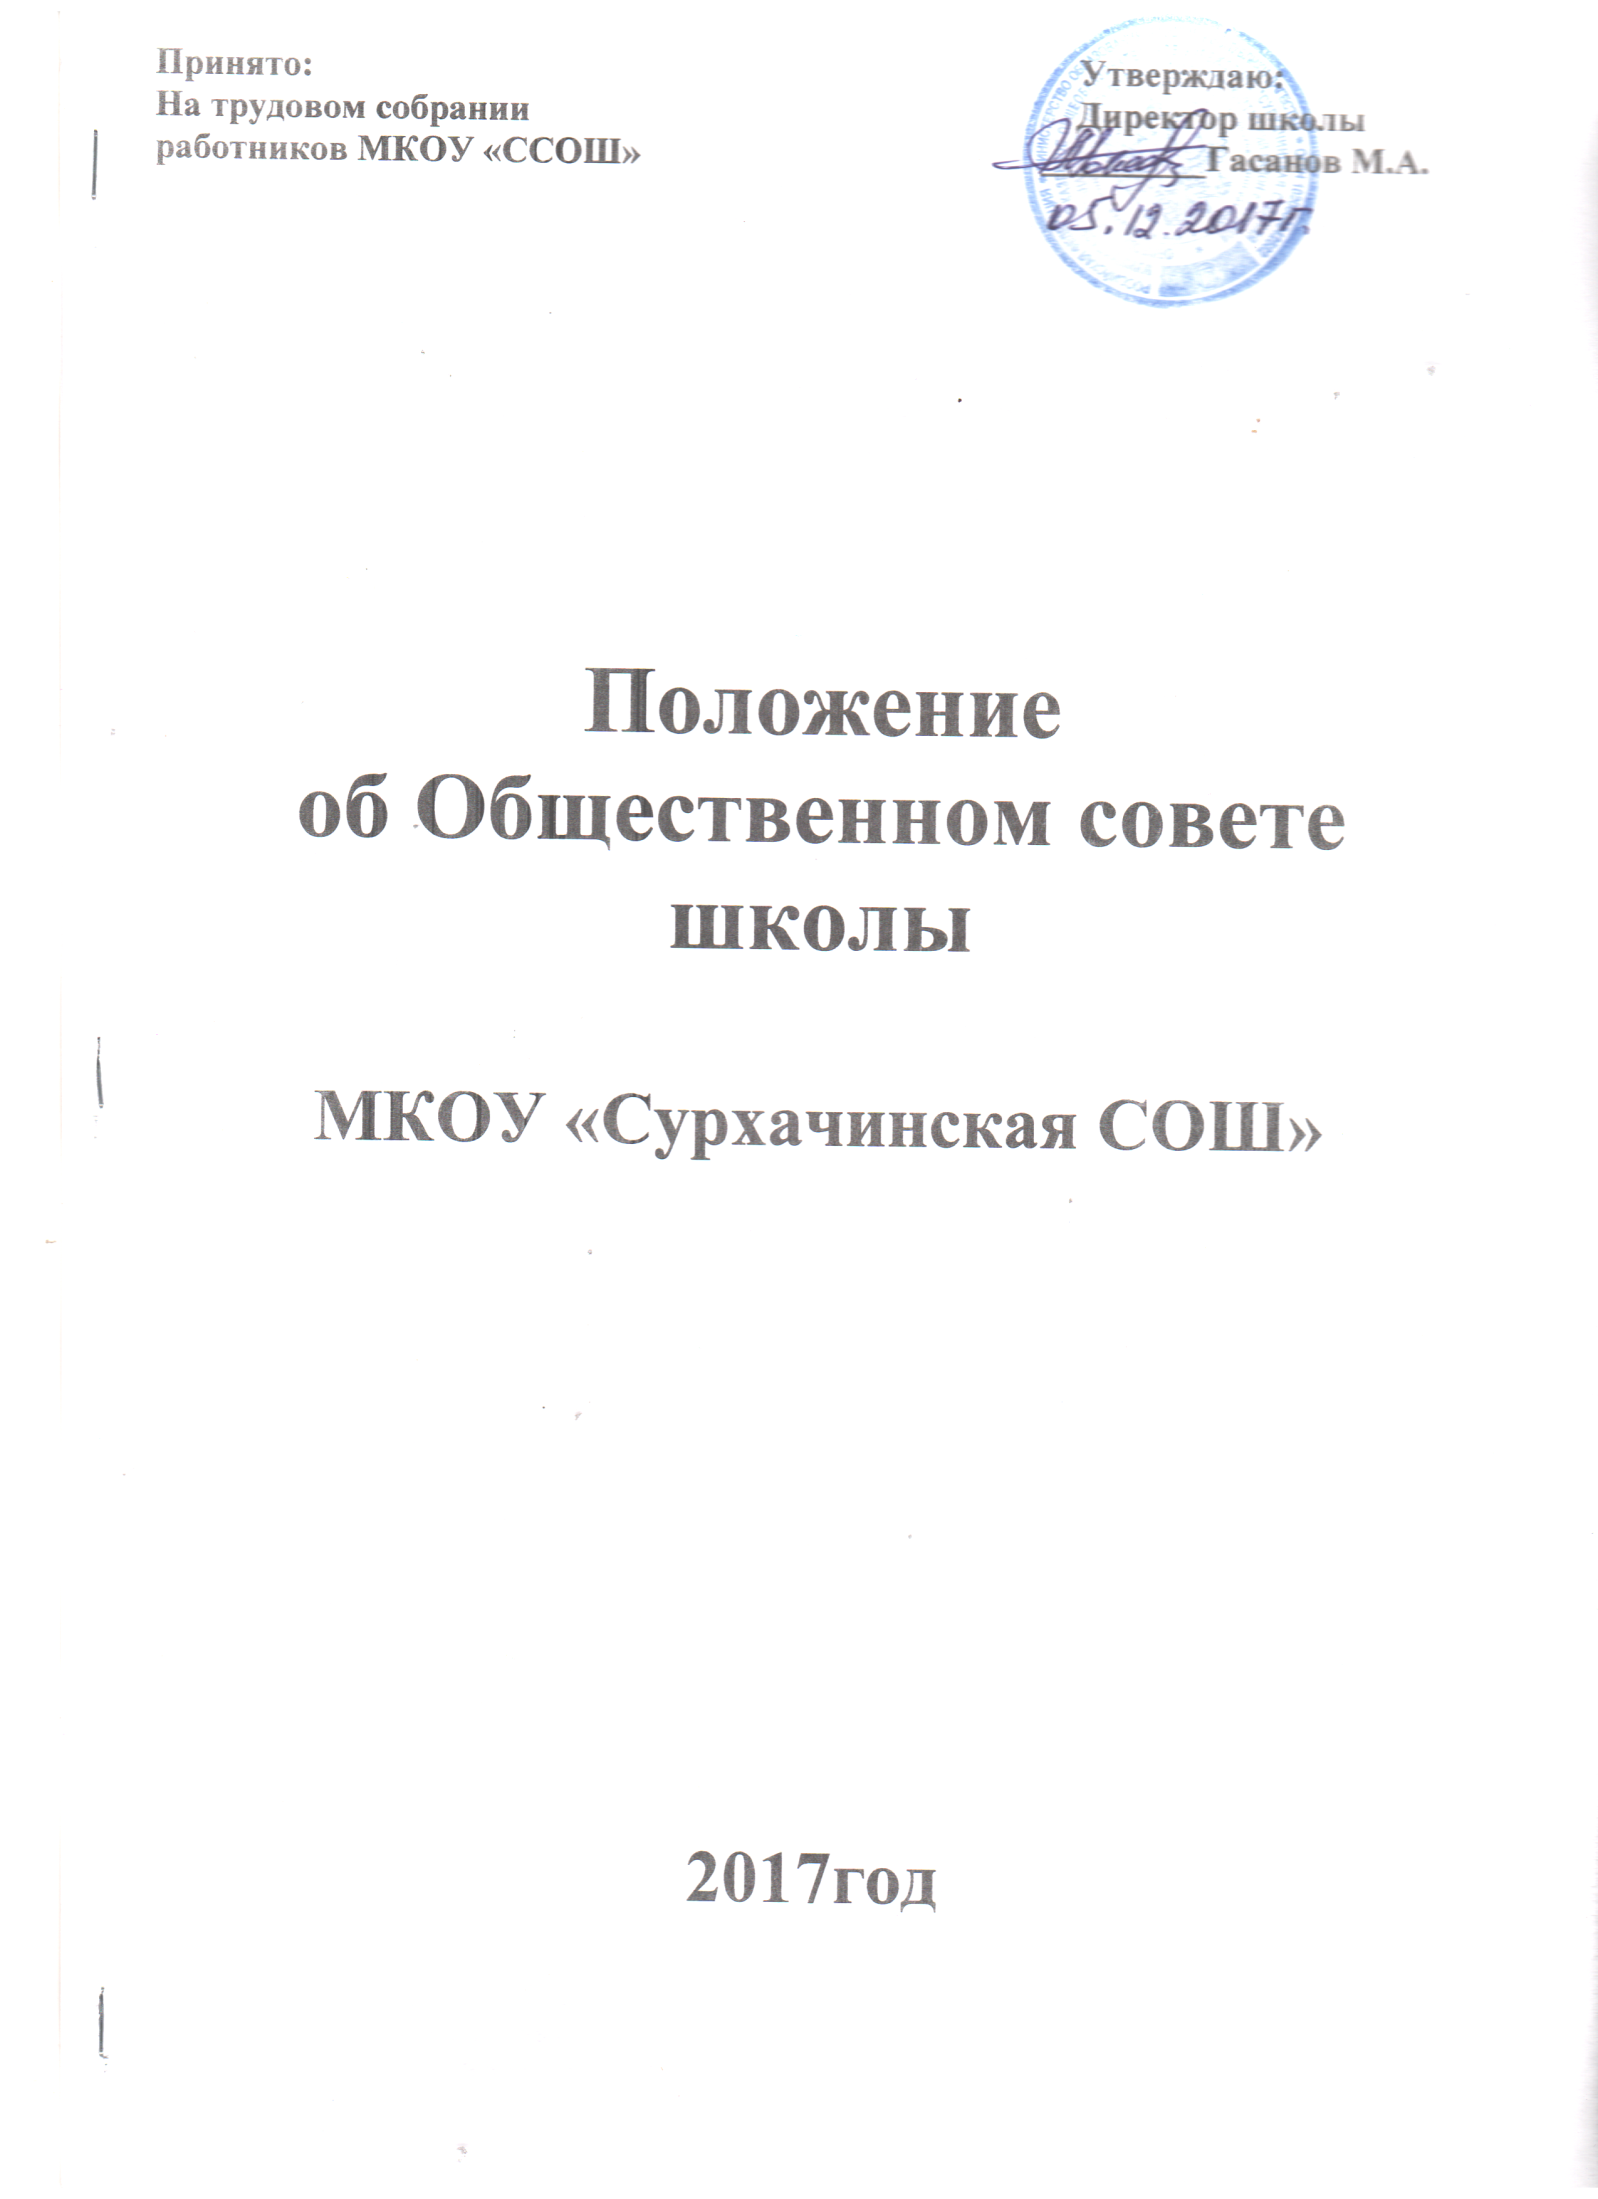 Принято:
На трудовом собрании
работников МКОУ «ССОШ»
Утверждаю:
Директор школы
Гасанов М.А.
05.12.2017г.
Положение
об Общественном совете
школы
МКОУ «Сурхачинская СОШ»
2017год